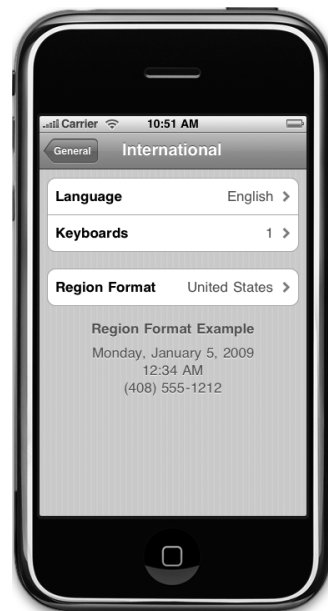 Carrier 10:51 AM
General International
Language English
Keyboards 1
Region Format United States
Region Format Example
Monday, January 5, 2009
12:34 AM
(408) 555-1212